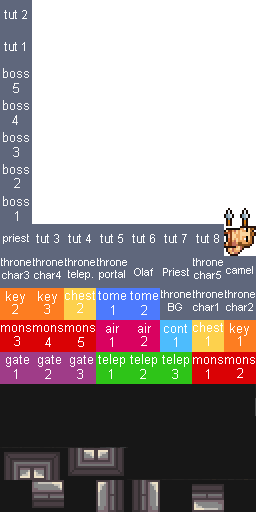 tut 2
tut 1
boss
5
boss
4
boss
3
boss
2
boss
1
priest tut 3 tut 4 tut 5 tut 6 tut 7 tut 8
throne throne throne throne Olaf Priest throne camel
char3 char4 telep. portal char5
key key chest tome tome throne throne throne
2 3 2 1 2 BG char1 char2
mons mons mons air air cont chest key
3 4 5 1 2 1 1 1
gate gate gate telep telep telep mons mons
1 2 3 1 2 3 1 2